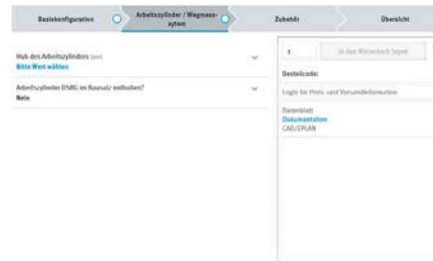 Basiskonfiguration
Arbeitszylinder / Wegmess-
sytem
Zubehör
Übersicht
Hub des Arbeitszylinders [mm]
Bitte Wert wählen
Arbeitszylinder DSBG im Bausatz enthalten?
Nein
1
In den Warenkorb legen
Bestellcode:
Login für Preis- und Versandinformation
Datenblatt
Dokumentation
CAD/EPLAN